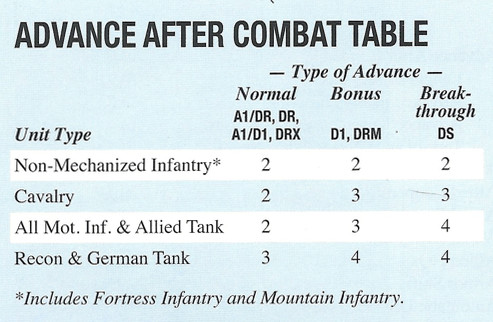 ADVANCE AFTER COMBAT TABLE
— Type of Advance —
Normal Bonus Break-
through
A1/DR, DR,
Unit Type A1/D1, DRX D1, DRM DS
Non-Mechanized Infantry* 2 2 2
Cavalry 2 3 3
All Mot. Inf. & Allied Tank 2 3 4
Recon & German Tank 3 4 4
*Includes Fortress Infantry and Mountain Infantry.